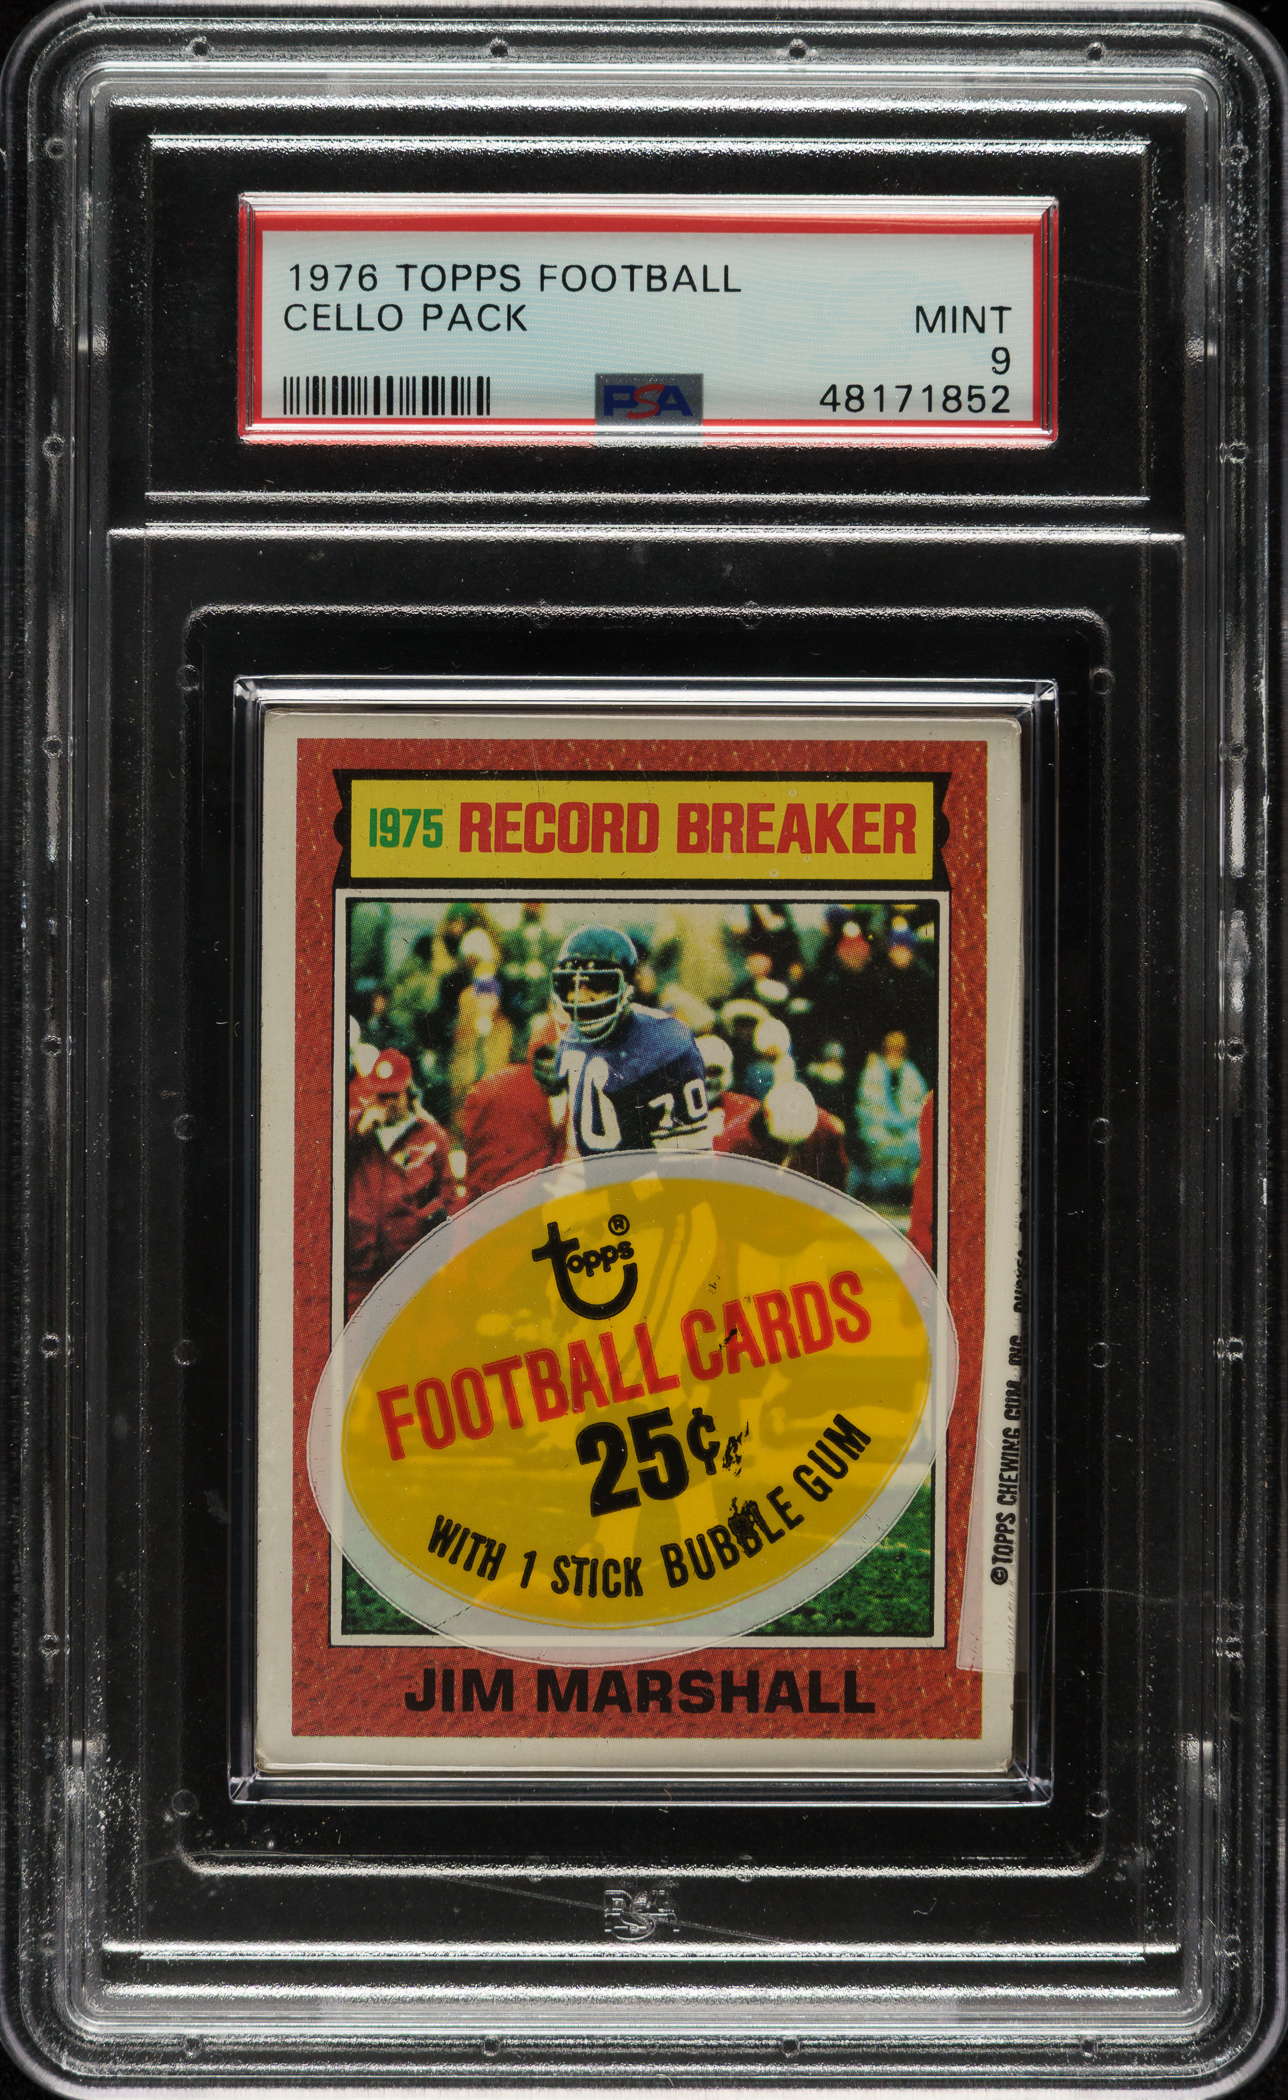 1976 TOPPS FOOTBALL
CELLO PACK
MINT
9
PSA
48171852
1975 RECORD BREAKER
70
70
topps ®
FOOTBALL CARDS
25¢
WITH 1 STICK BUBBLE GUM
©TOPPS CHEWING GUM, INC.
JIM MARSHALL
PSA